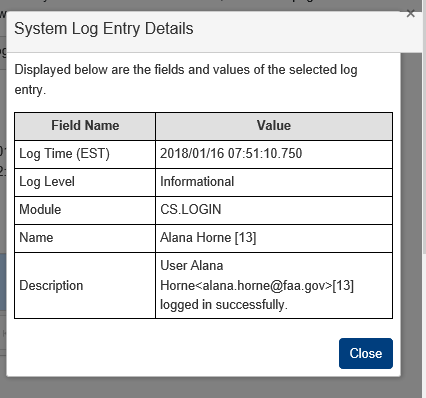 System Log Entry Details
Displayed below are the fields and values of the selected log
entry.
Field Name Value
Log Time (EST) 2018/01/16 07:51:10.750
Log Level Informational
Module CS.LOGIN
Name Alana Horne [13]
Description User Alana
Horne<alana.horne@faa.gov>[13]
logged in successfully.
Close